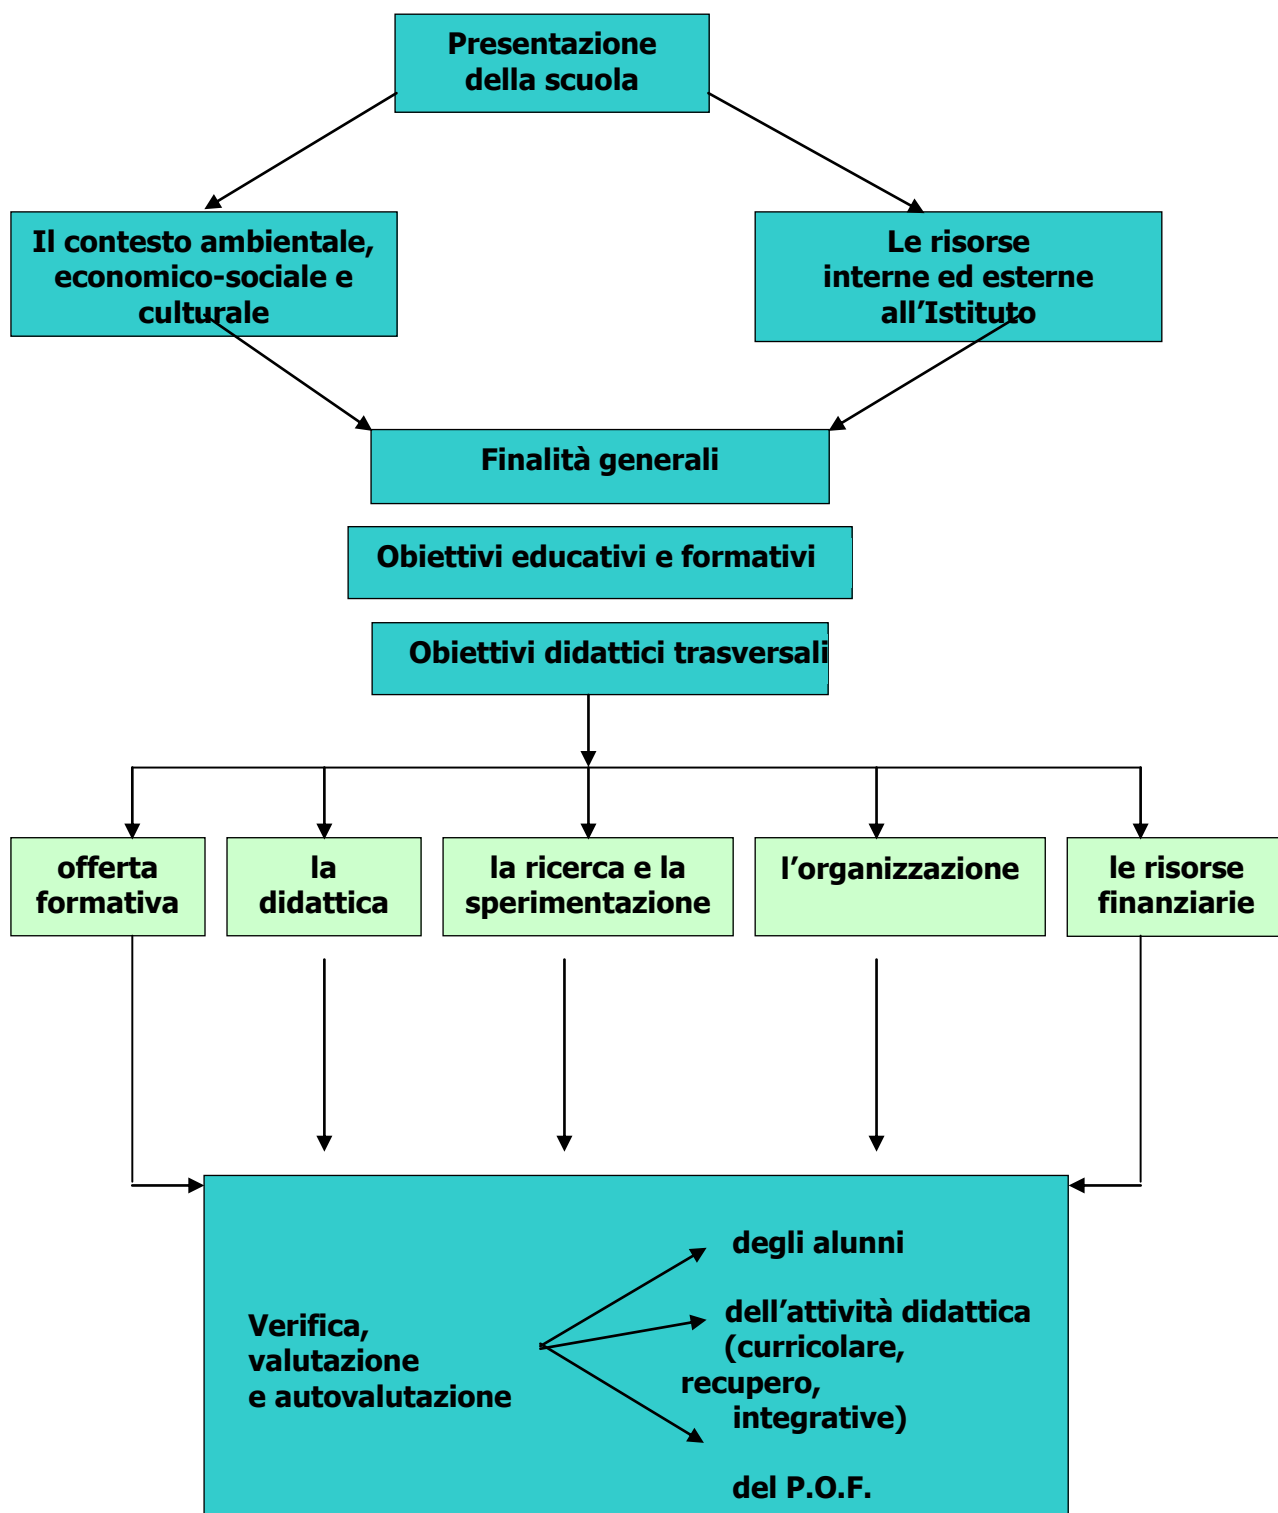 Presentazione
della scuola
Il contesto ambientale,
economico-sociale e
culturale
Le risorse
interne ed esterne
all’Istituto
Finalità generali
Obiettivi educativi e formativi
Obiettivi didattici trasversali
offerta
formativa
la
didattica
la ricerca e la
sperimentazione
l’organizzazione
le risorse
finanziarie
Verifica,
valutazione
e autovalutazione
degli alunni
dell’attività didattica
(curricolare,
recupero,
integrative)
del P.O.F.